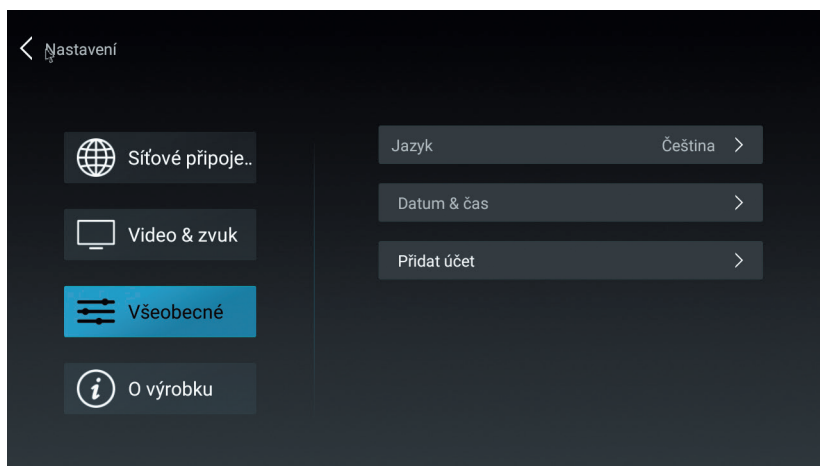 Nastavení
Síťové připoje..
Video & zvuk
Všeobecné
O výrobku
Jazyk Čeština
Datum & čas
Přidat účet